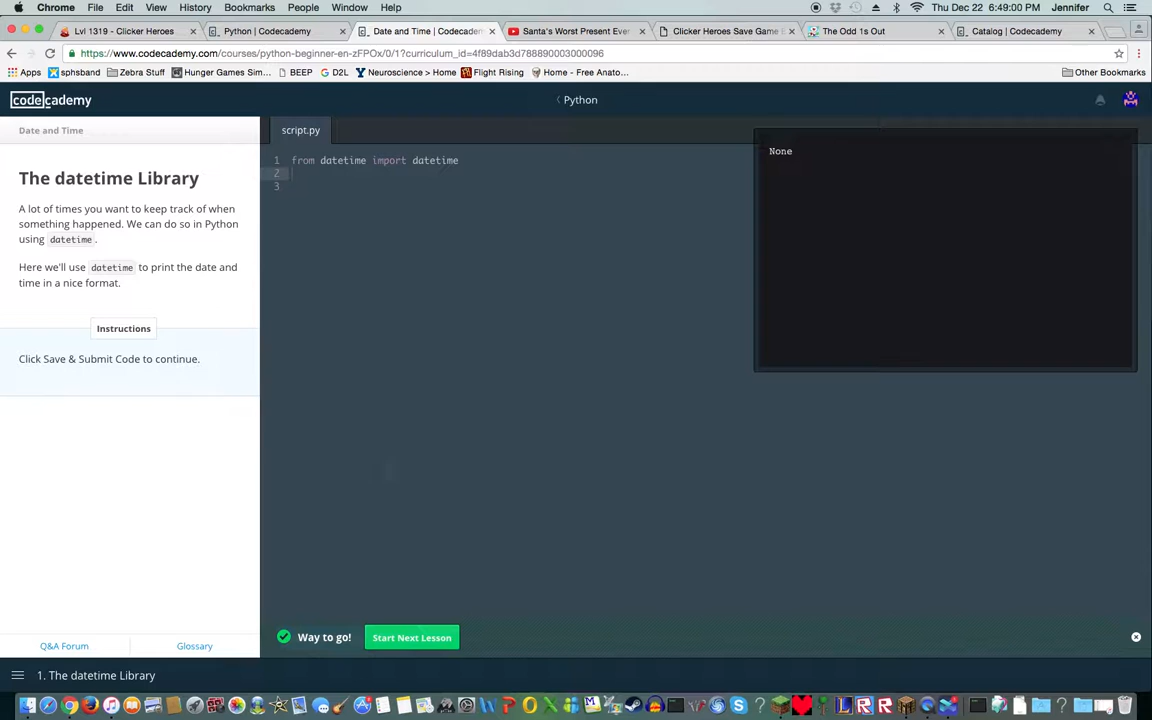 Chrome File Edit View History Bookmarks People Window Help Thu Dec 22 6:49:00 PM Jennifer
Lvl 1319 - Clicker Heroes Python | Codecademy Date and Time | Codecadem Santa's Worst Present Ever Clicker Heroes Save Game E The Odd 1s Out Catalog | Codecademy
https://www.codecademy.com/courses/python-beginner-en-zFPOx/0/1?curriculum_id=4f89dab3d788890003000096
Apps sphsband Zebra Stuff Hunger Games Sim... BEEP D2L Neuroscience > Home Flight Rising Home - Free Anato... Other Bookmarks
codecademy Python
Date and Time script.py
The datetime Library
A lot of times you want to keep track of when
something happened. We can do so in Python
using datetime.
Here we'll use datetime to print the date and
time in a nice format.
Instructions
Click Save & Submit Code to continue.
1 from datetime import datetime
2
3
None
Way to go! Start Next Lesson
Q&A Forum Glossary
1. The datetime Library